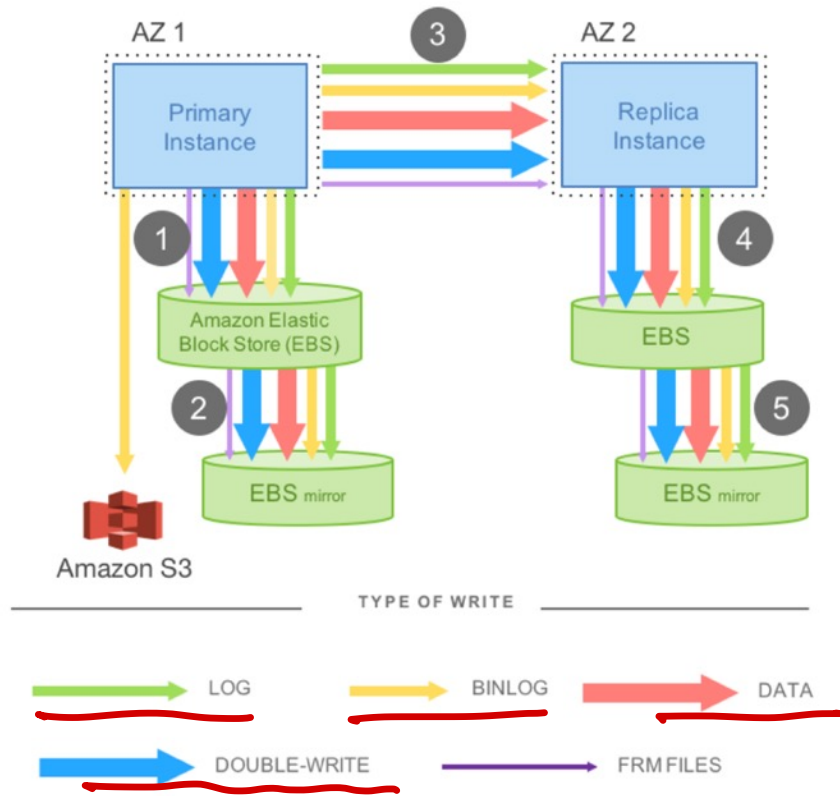 AZ 1
3
AZ 2
Primary
Instance
Replica
Instance
1
4
Amazon Elastic
Block Store (EBS)
EBS
2
5
EBS mirror
EBS mirror
Amazon S3
TYPE OF WRITE
LOG
BINLOG
DATA
DOUBLE-WRITE
FRM FILES